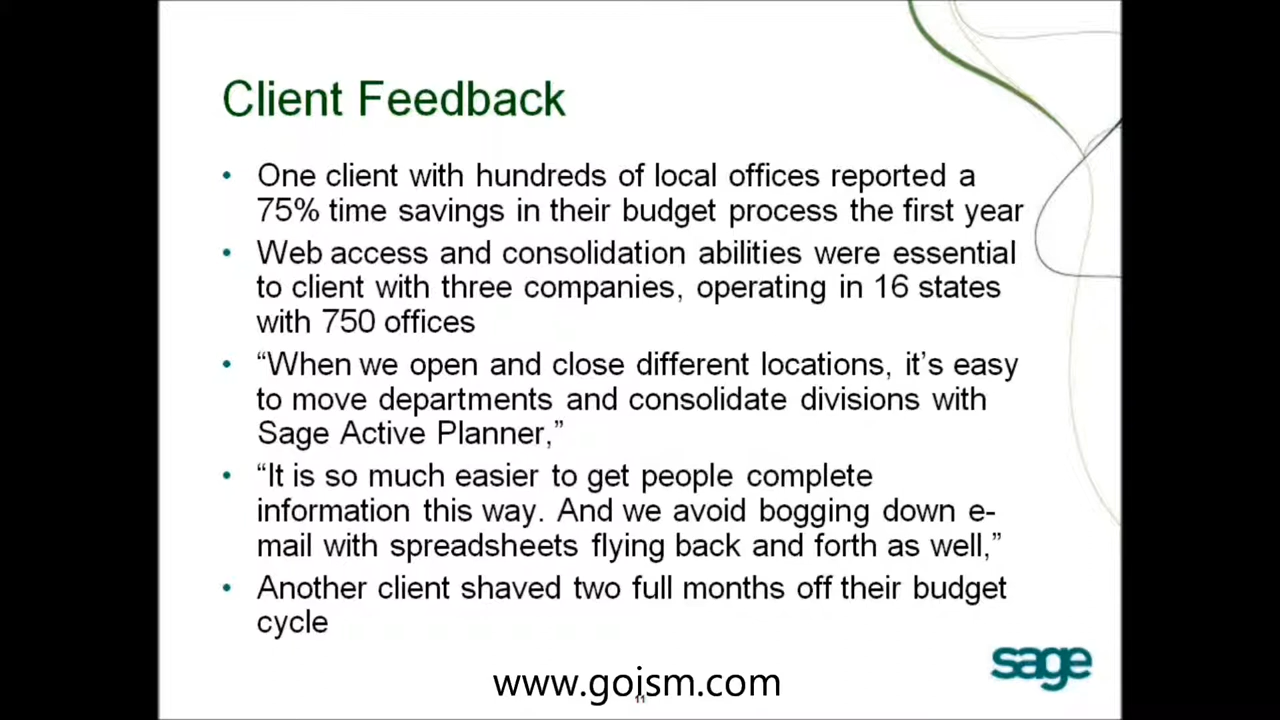 Client Feedback
• One client with hundreds of local offices reported a
75% time savings in their budget process the first year
• Web access and consolidation abilities were essential
to client with three companies, operating in 16 states
with 750 offices
• “When we open and close different locations, it’s easy
to move departments and consolidate divisions with
Sage Active Planner,”
• “It is so much easier to get people complete
information this way. And we avoid bogging down e-
mail with spreadsheets flying back and forth as well,”
• Another client shaved two full months off their budget
cycle
sage
www.gojsm.com
11